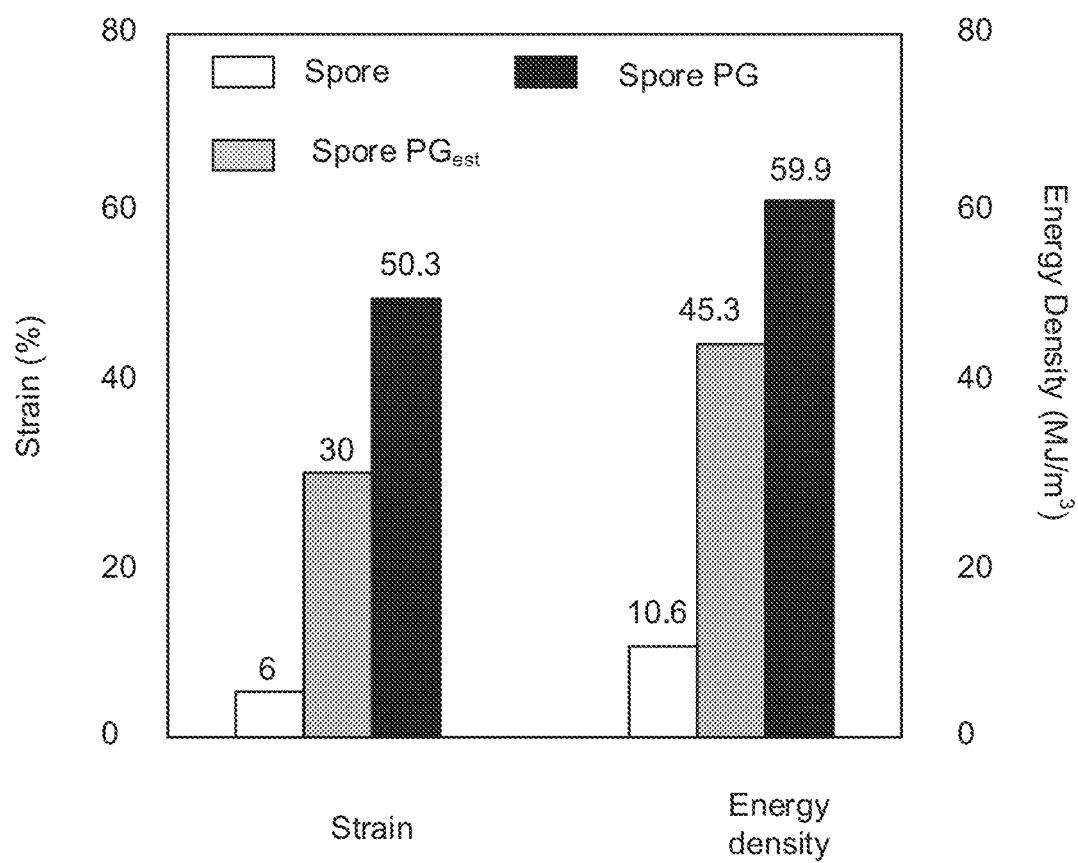 80
60
40
20
0
Strain (%)
Spore
Spore PG
Spore PGest
6
30
50.3
10.6
45.3
59.9
80
60
40
20
0
Energy Density (MJ/m³)
Strain
Energy
density